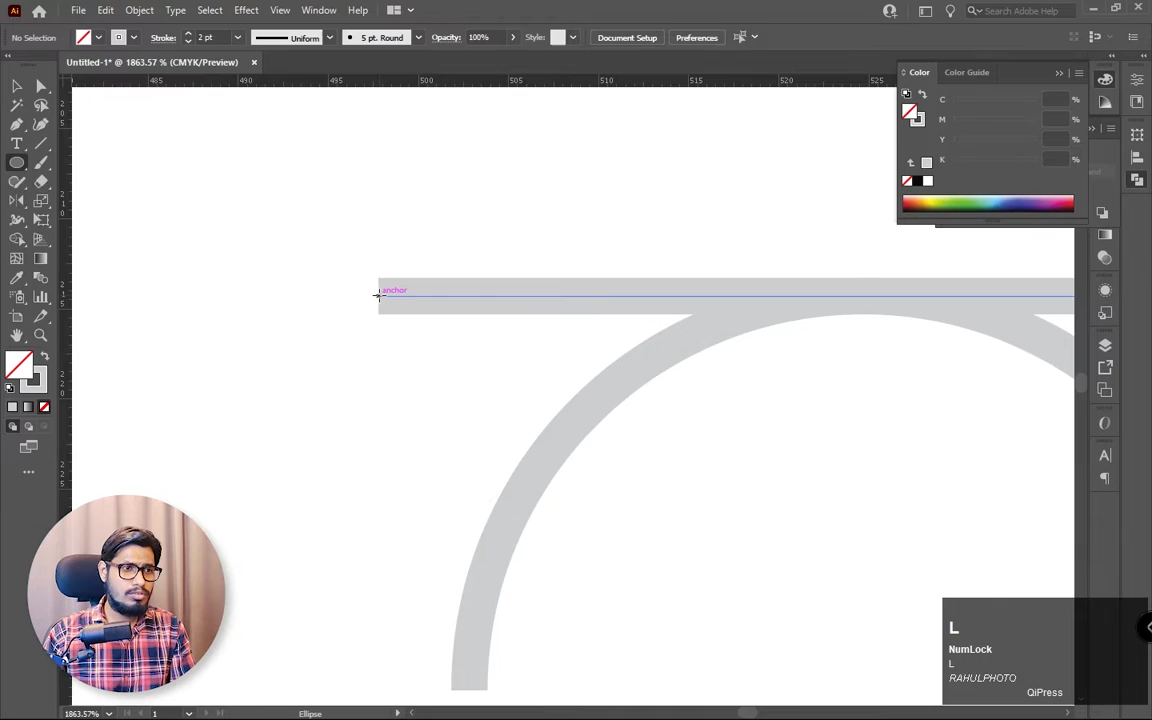 Ai File Edit Object Type Select Effect View Window Help Search Adobe Help
No Selection Stroke: 2 pt Uniform 5 pt. Round Opacity: 100% Style: Document Setup Preferences
Untitled-1* @ 1863.57 % (CMYK/Preview)
485 490 495 500 505 510 515 520 525
Color Color Guide
C %
M %
Y %
K %
anchor
L
NumLock
L
RAHULPHOTO
QiPress
1863.57% 1 Ellipse